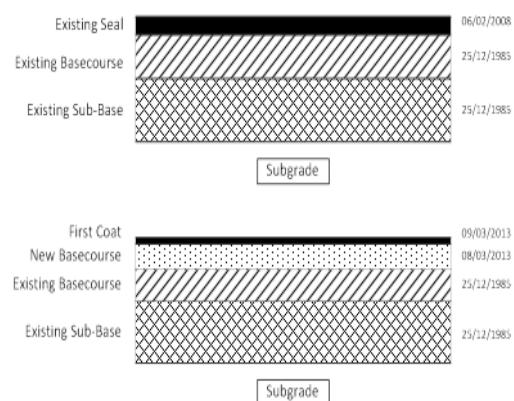 Existing Seal 06/02/2008
Existing Basecourse 25/12/1985
Existing Sub-Base 25/12/1985
Subgrade
First Coat 09/03/2013
New Basecourse 08/03/2013
Existing Basecourse 25/12/1985
Existing Sub-Base 25/12/1985
Subgrade